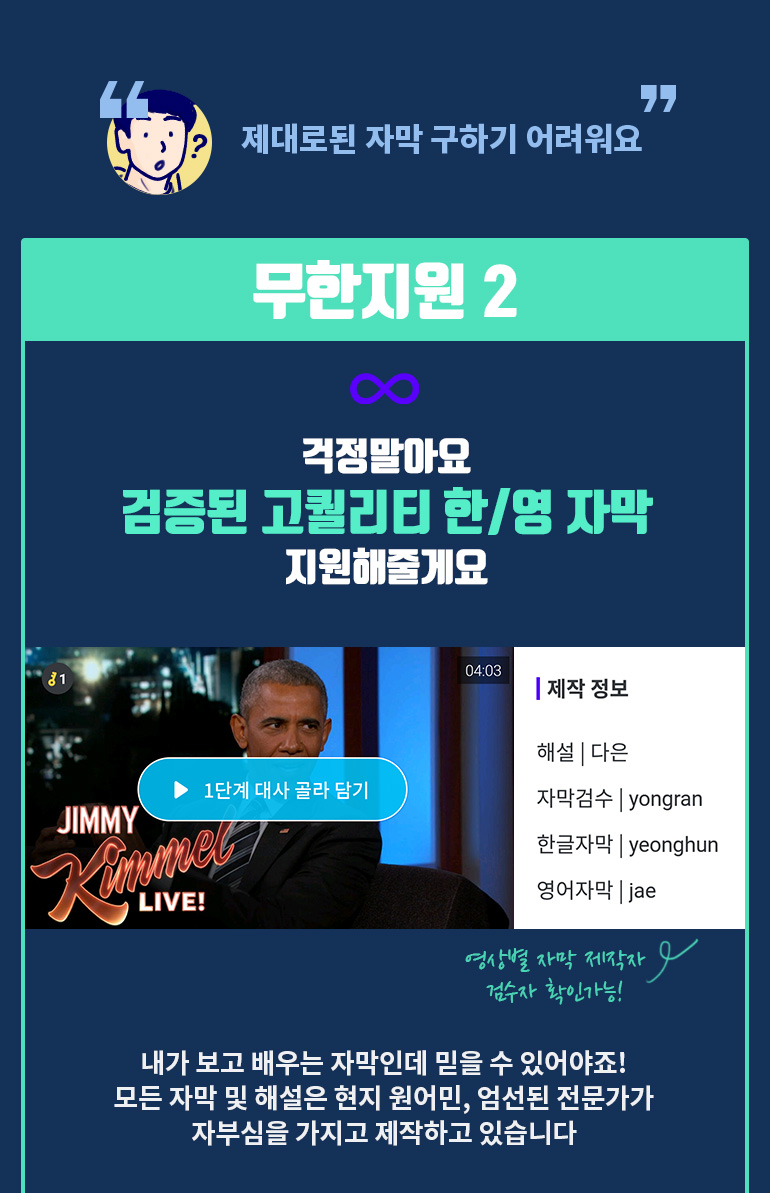 제대로된 자막 구하기 어려워요
?
무한지원 2
걱정말아요
검증된 고퀄리티 한/영 자막
지원해줄게요
1
04:03
1단계 대사 골라 담기
JIMMY
Kimmel
LIVE!
제작 정보
해설 | 다은
자막검수 | yongran
한글자막 | yeonghun
영어자막 | jae
영상별 자막 제작자
검수자 확인가능!
내가 보고 배우는 자막인데 믿을 수 있어야죠!
모든 자막 및 해설은 현지 원어민, 엄선된 전문가가
자부심을 가지고 제작하고 있습니다